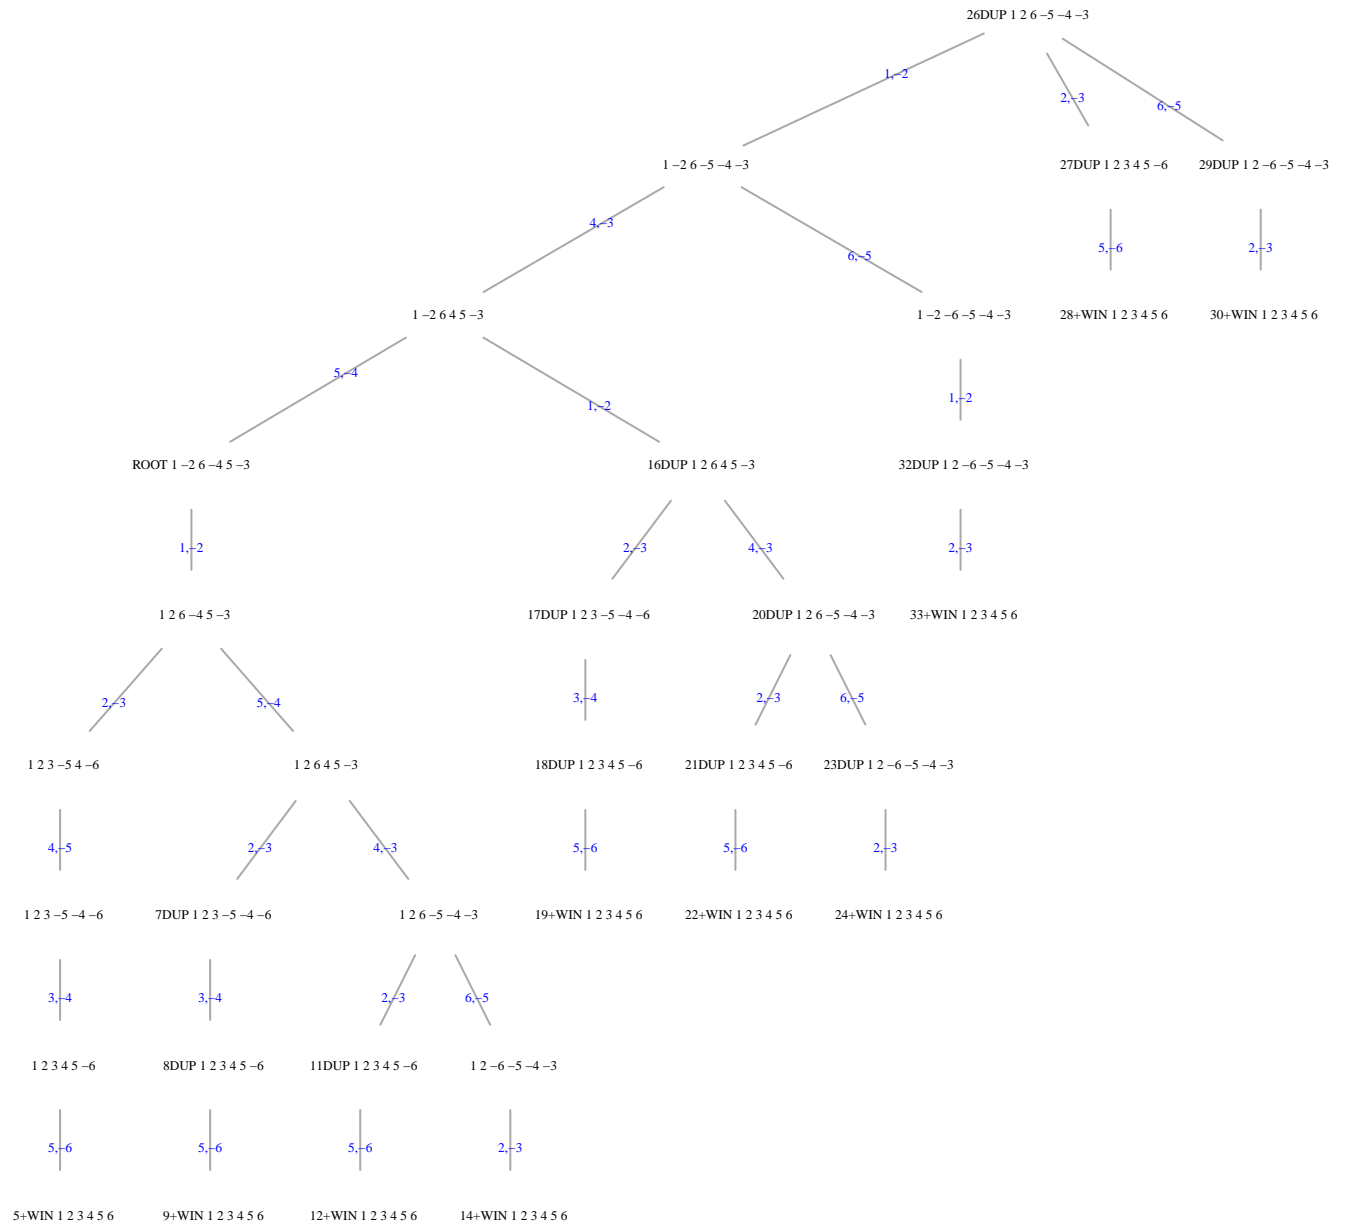 26DUP 1 2 6 −5 −4 −3
1,−2
2,−3
6,−5
1 −2 6 −5 −4 −3
27DUP 1 2 3 4 5 −6
29DUP 1 2 −6 −5 −4 −3
4,−3
6,−5
5,−6
2,−3
1 −2 6 4 5 −3
1 −2 −6 −5 −4 −3
28+WIN 1 2 3 4 5 6
30+WIN 1 2 3 4 5 6
5,−4
1,−2
1,−2
ROOT 1 −2 6 −4 5 −3
16DUP 1 2 6 4 5 −3
32DUP 1 2 −6 −5 −4 −3
1,−2
2,−3
4,−3
2,−3
1 2 6 −4 5 −3
17DUP 1 2 3 −5 −4 −6
20DUP 1 2 6 −5 −4 −3
33+WIN 1 2 3 4 5 6
2,−3
5,−4
3,−4
2,−3
6,−5
1 2 3 −5 4 −6
1 2 6 4 5 −3
18DUP 1 2 3 4 5 −6
21DUP 1 2 3 4 5 −6
23DUP 1 2 −6 −5 −4 −3
4,−5
2,−3
4,−3
5,−6
5,−6
2,−3
1 2 3 −5 −4 −6
7DUP 1 2 3 −5 −4 −6
1 2 6 −5 −4 −3
19+WIN 1 2 3 4 5 6
22+WIN 1 2 3 4 5 6
24+WIN 1 2 3 4 5 6
3,−4
3,−4
2,−3
6,−5
1 2 3 4 5 −6
8DUP 1 2 3 4 5 −6
11DUP 1 2 3 4 5 −6
1 2 −6 −5 −4 −3
5,−6
5,−6
5,−6
2,−3
5+WIN 1 2 3 4 5 6
9+WIN 1 2 3 4 5 6
12+WIN 1 2 3 4 5 6
14+WIN 1 2 3 4 5 6